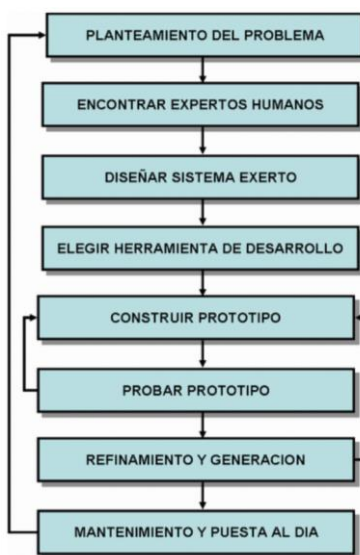 PLANTEAMIENTO DEL PROBLEMA
ENCONTRAR EXPERTOS HUMANOS
DISEÑAR SISTEMA EXERTO
ELEGIR HERRAMIENTA DE DESARROLLO
CONSTRUIR PROTOTIPO
PROBAR PROTOTIPO
REFINAMIENTO Y GENERACION
MANTENIMIENTO Y PUESTA AL DIA